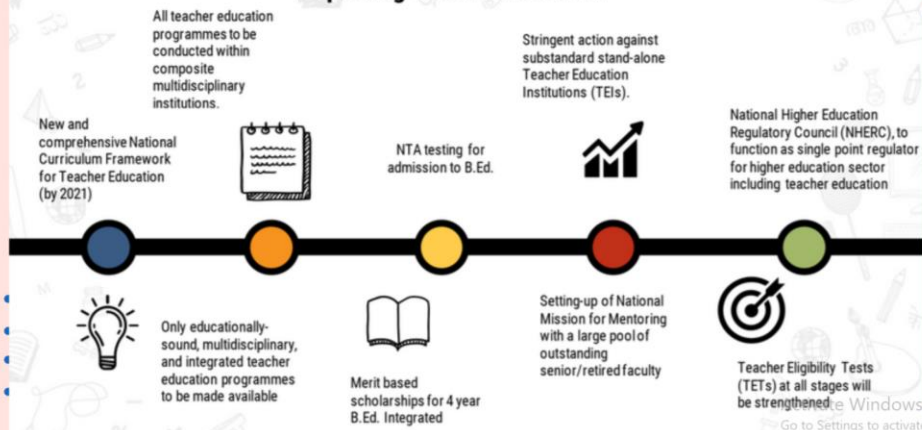 All teacher education
programmes to be
conducted within
composite
multidisciplinary
institutions.
Stringent action against
substandard stand-alone
Teacher Education
Institutions (TEIs).
New and
comprehensive National
Curriculum Framework
for Teacher Education
(by 2021)
NTA testing for
admission to B.Ed.
National Higher Education
Regulatory Council (NHERC), to
function as single point regulator
for higher education sector
including teacher education
Only educationally-
sound, multidisciplinary,
and integrated teacher
education programmes
to be made available
Merit based
scholarships for 4 year
B.Ed. Integrated
Setting-up of National
Mission for Mentoring
with a large pool of
outstanding
senior/retired faculty
Teacher Eligibility Tests
(TETs) at all stages will
be strengthened
Windows
Go to Settings to activate